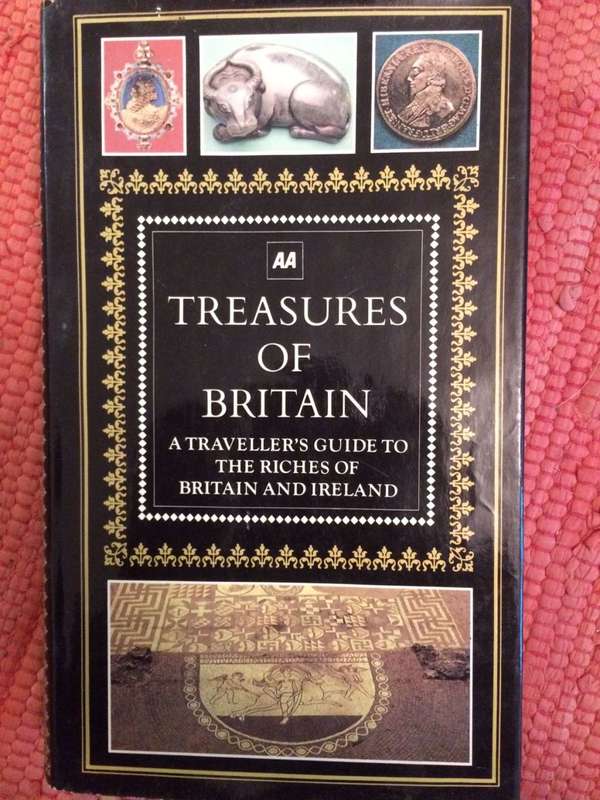 AA
TREASURES
OF
BRITAIN
A TRAVELLER'S GUIDE TO
THE RICHES OF
BRITAIN AND IRELAND